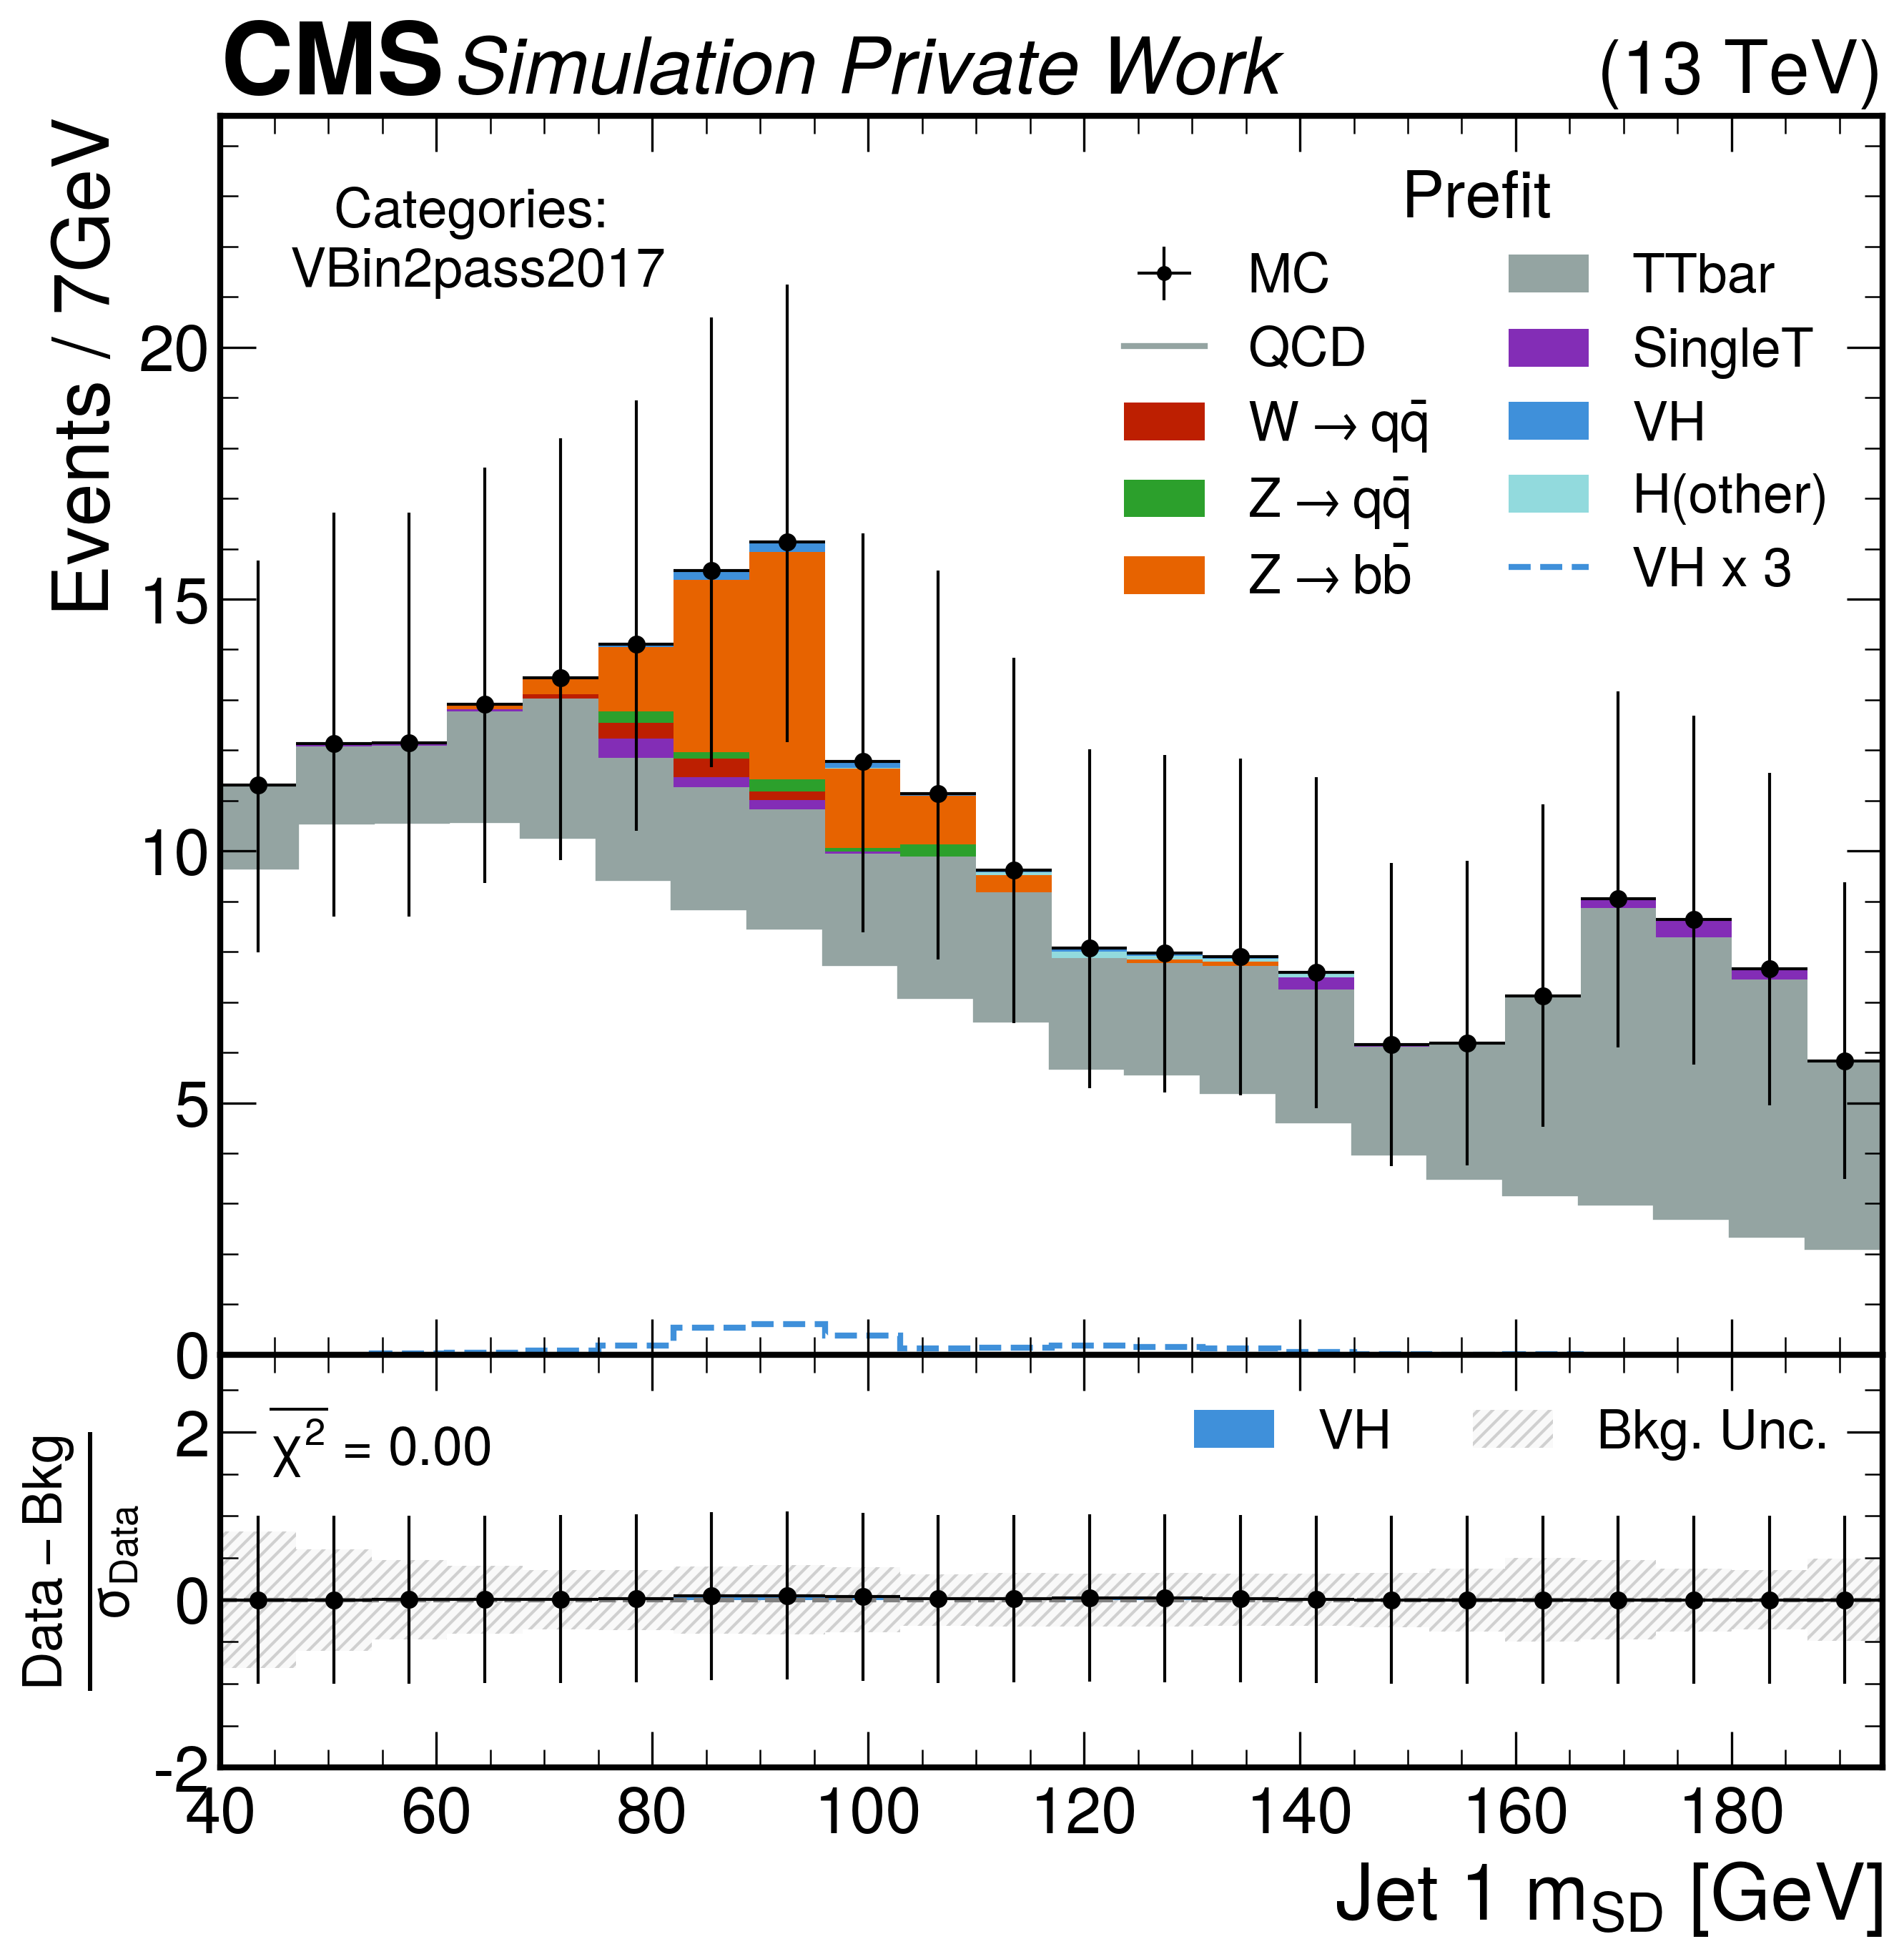 CMS Simulation Private Work (13 TeV)
Events / 7GeV
Categories:
VBin2pass2017
Prefit
MC
QCD
W → qq̄
Z → qq̄
Z → bb̄
TTbar
SingleT
VH
H(other)
VH x 3
20
15
10
5
0
Data − Bkg
σData
χ² = 0.00
VH
Bkg. Unc.
2
0
-2
40 60 80 100 120 140 160 180
Jet 1 mSD [GeV]